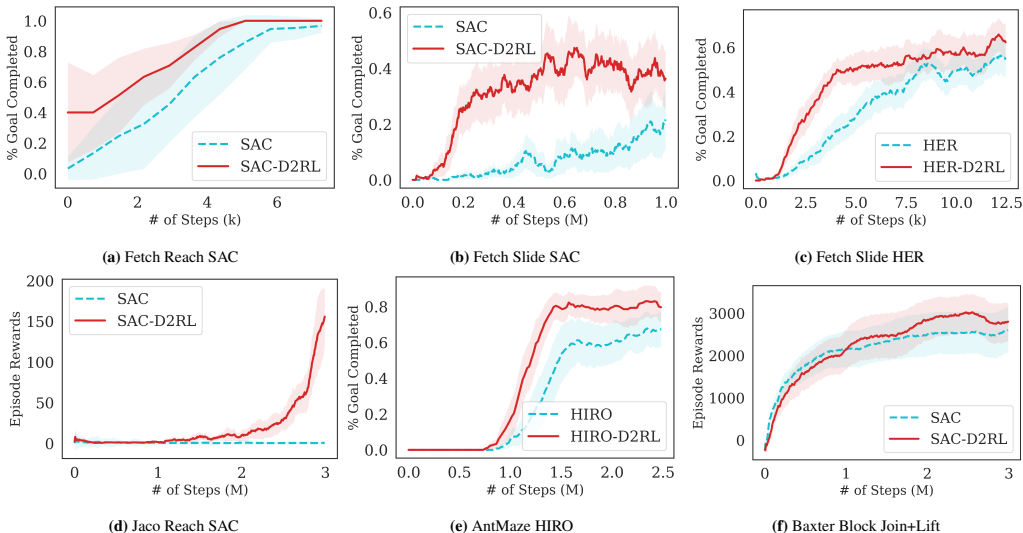 % Goal Completed
1.0
0.8
0.6
0.4
0.2
0.0
SAC
SAC-D2RL
0 2 4 6
# of Steps (k)
(a) Fetch Reach SAC
% Goal Completed
0.6
0.4
0.2
0.0
SAC
SAC-D2RL
0.0 0.2 0.4 0.6 0.8 1.0
# of Steps (M)
(b) Fetch Slide SAC
% Goal Completed
0.6
0.4
0.2
0.0
HER
HER-D2RL
0.0 2.5 5.0 7.5 10.0 12.5
# of Steps (k)
(c) Fetch Slide HER
Episode Rewards
200
150
100
50
0
SAC
SAC-D2RL
0 1 2 3
# of Steps (M)
(d) Jaco Reach SAC
% Goal Completed
0.8
0.6
0.4
0.2
0.0
HIRO
HIRO-D2RL
0.0 0.5 1.0 1.5 2.0 2.5
# of Steps (M)
(e) AntMaze HIRO
Episode Rewards
3000
2000
1000
0
SAC
SAC-D2RL
0 1 2 3
# of Steps (M)
(f) Baxter Block Join+Lift